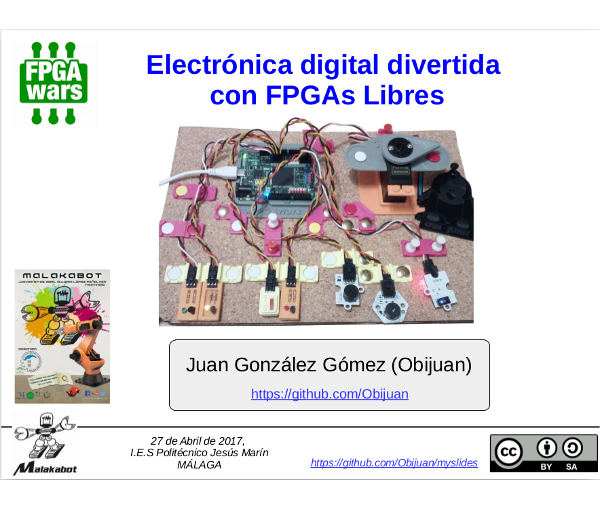 FPGA
wars
Electrónica digital divertida
con FPGAs Libres
MALAKABOT
Juan González Gómez (Obijuan)
https://github.com/Obijuan
27 de Abril de 2017,
I.E.S Politécnico Jesús Marín
MÁLAGA
https://github.com/Obijuan/myslides
Malakabot
cc
BY SA